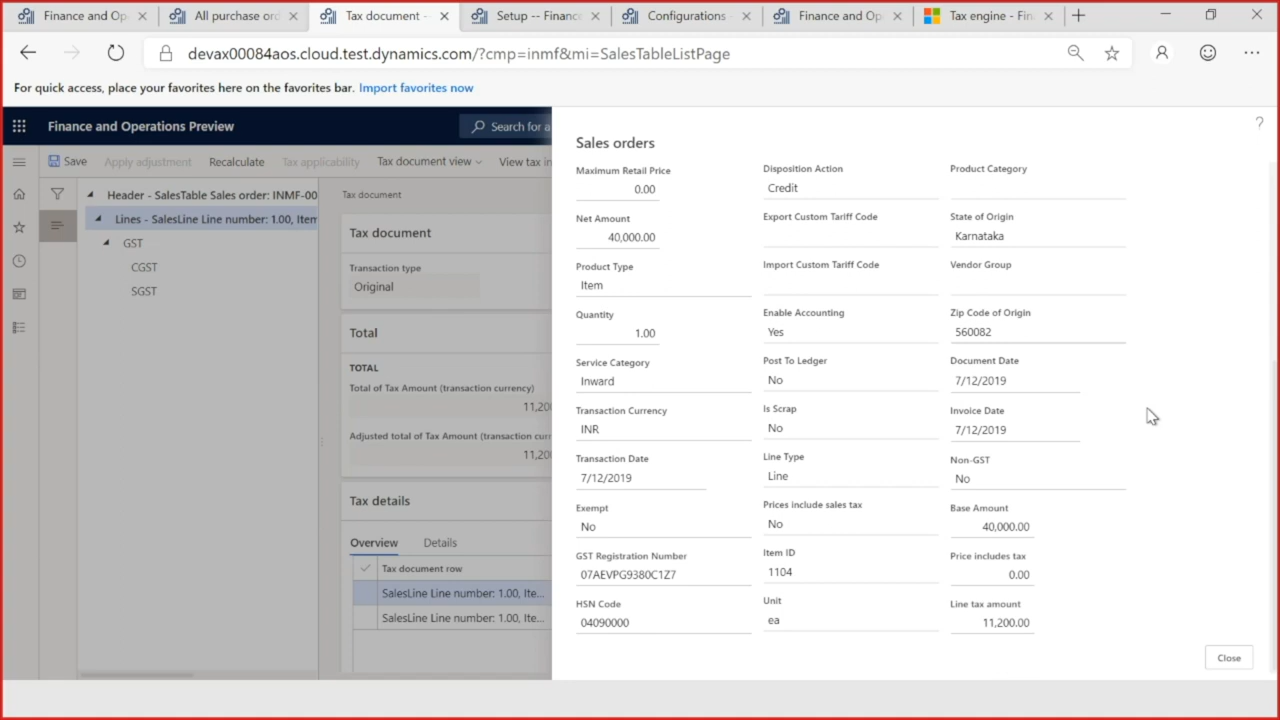 Finance and Op
All purchase ord
Tax document -
Setup -- Financ
Configurations -
Finance and Op
Tax engine - Fin
devax00084aos.cloud.test.dynamics.com/?cmp=inmf&mi=SalesTableListPage
For quick access, place your favorites here on the favorites bar. Import favorites now
Finance and Operations Preview
Search for a
Save Apply adjustment Recalculate Tax applicability Tax document view View tax in
Header - SalesTable Sales order: INMF-00
Lines - SalesLine Line number: 1.00, Item
GST
CGST
SGST
Tax document
Tax document
Transaction type
Original
Total
TOTAL
Total of Tax Amount (transaction currency)
11,200
Adjusted total of Tax Amount (transaction curr
11,200
Tax details
Overview Details
Tax document row
SalesLine Line number: 1.00, Ite...
SalesLine Line number: 1.00, Ite...
?
Sales orders
Maximum Retail Price
0.00
Net Amount
40,000.00
Product Type
Item
Quantity
1.00
Service Category
Inward
Transaction Currency
INR
Transaction Date
7/12/2019
Exempt
No
GST Registration Number
07AEVPG9380C1Z7
HSN Code
04090000
Disposition Action
Credit
Export Custom Tariff Code
Import Custom Tariff Code
Enable Accounting
Yes
Post To Ledger
No
Is Scrap
No
Line Type
Line
Prices include sales tax
No
Item ID
1104
Unit
ea
Product Category
State of Origin
Karnataka
Vendor Group
Zip Code of Origin
560082
Document Date
7/12/2019
Invoice Date
7/12/2019
Non-GST
No
Base Amount
40,000.00
Price includes tax
0.00
Line tax amount
11,200.00
Close